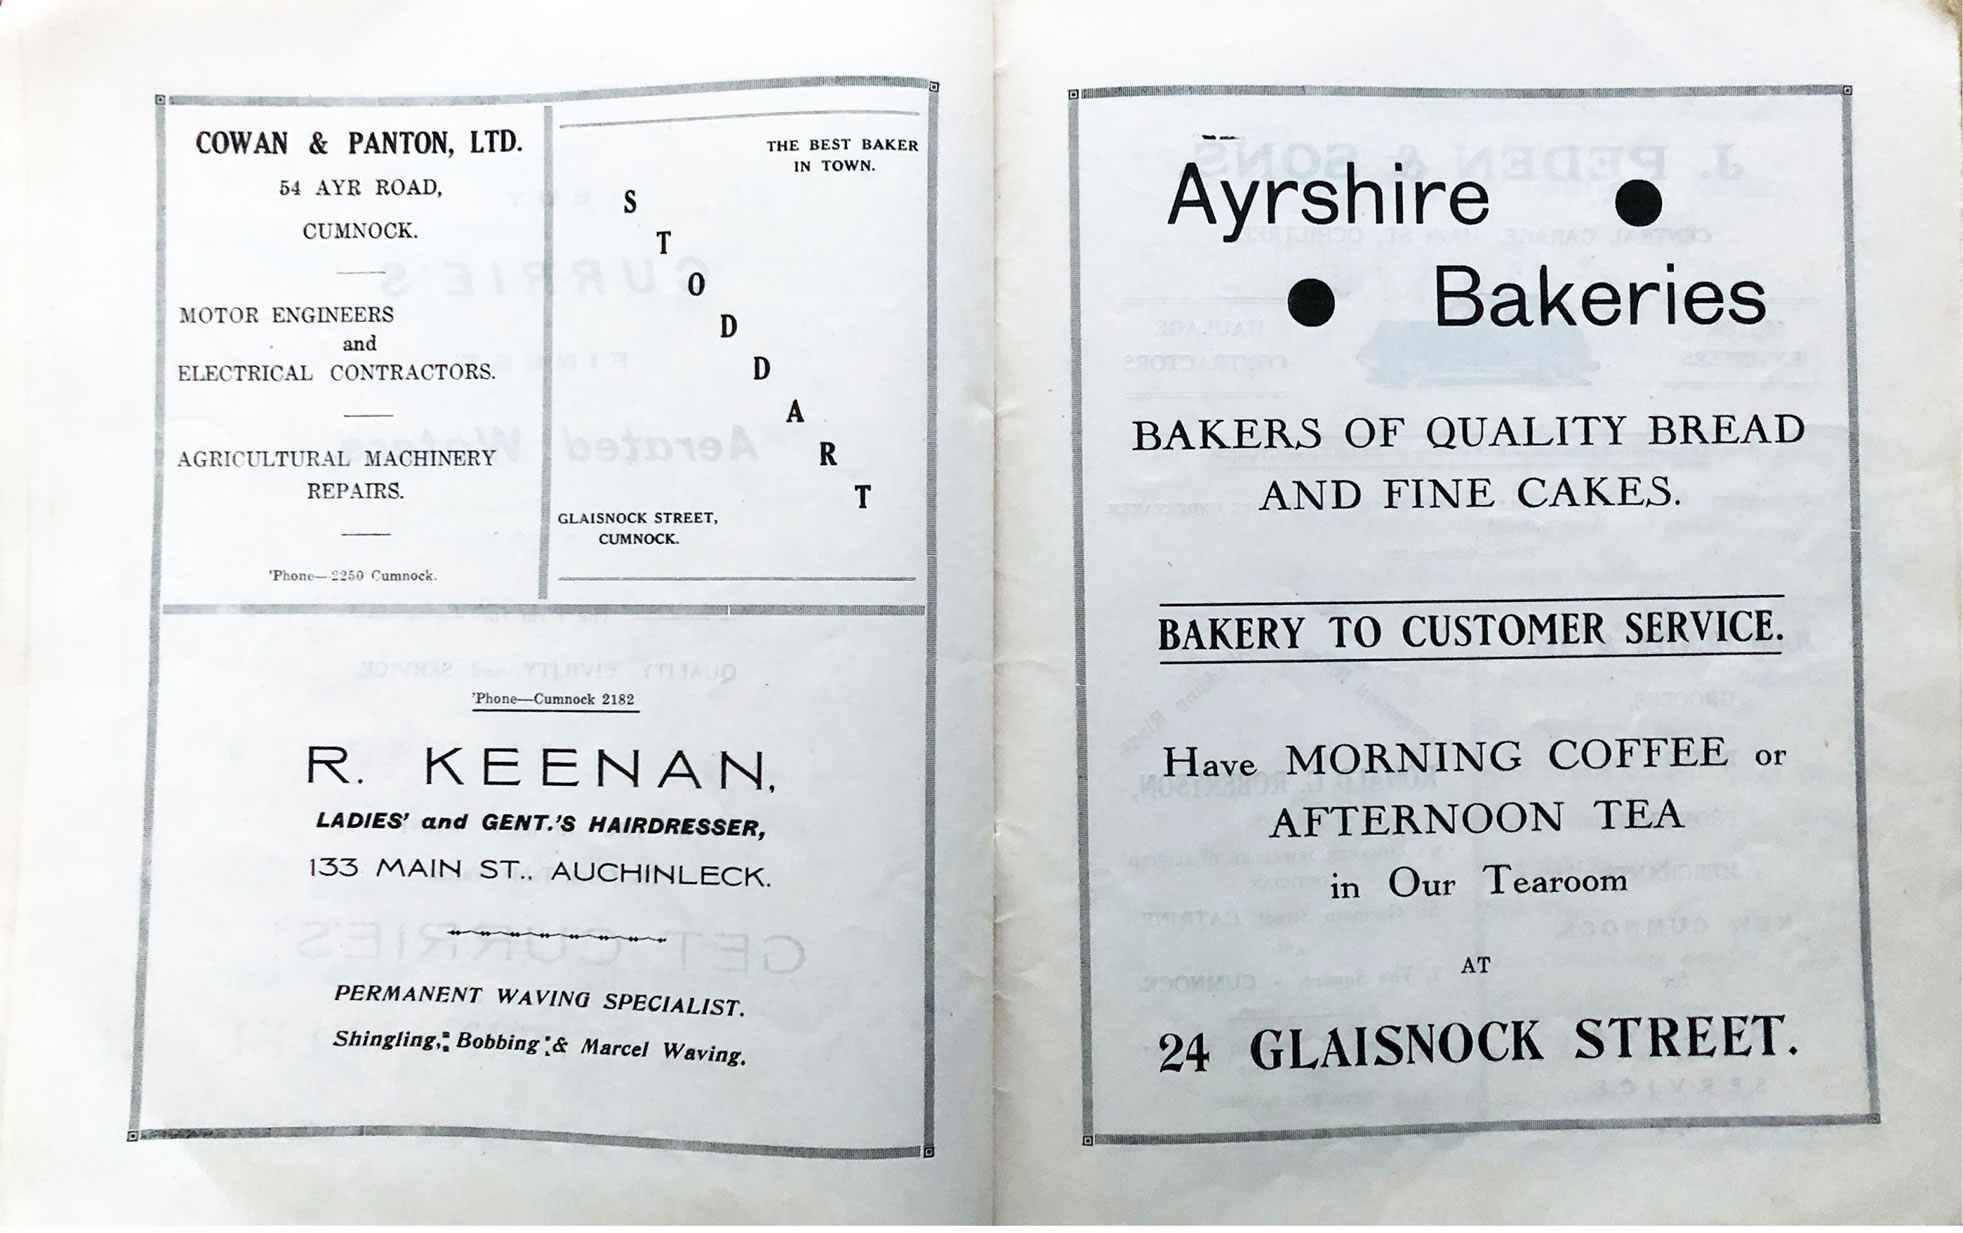 COWAN & PANTON, LTD.
54 AYR ROAD,
CUMNOCK.
MOTOR ENGINEERS
and
ELECTRICAL CONTRACTORS.
AGRICULTURAL MACHINERY
REPAIRS.
'Phone—2250 Cumnock.
THE BEST BAKER
IN TOWN.
S
T
O
D
D
A
R
T
GLAISNOCK STREET,
CUMNOCK.
'Phone—Cumnock 2182
R. KEENAN,
LADIES' and GENT.'S HAIRDRESSER,
133 MAIN ST., AUCHINLECK.
PERMANENT WAVING SPECIALIST.
Shingling, Bobbing & Marcel Waving.
Ayrshire
Bakeries
BAKERS OF QUALITY BREAD
AND FINE CAKES.
BAKERY TO CUSTOMER SERVICE.
Have MORNING COFFEE or
AFTERNOON TEA
in Our Tearoom
AT
24 GLAISNOCK STREET.